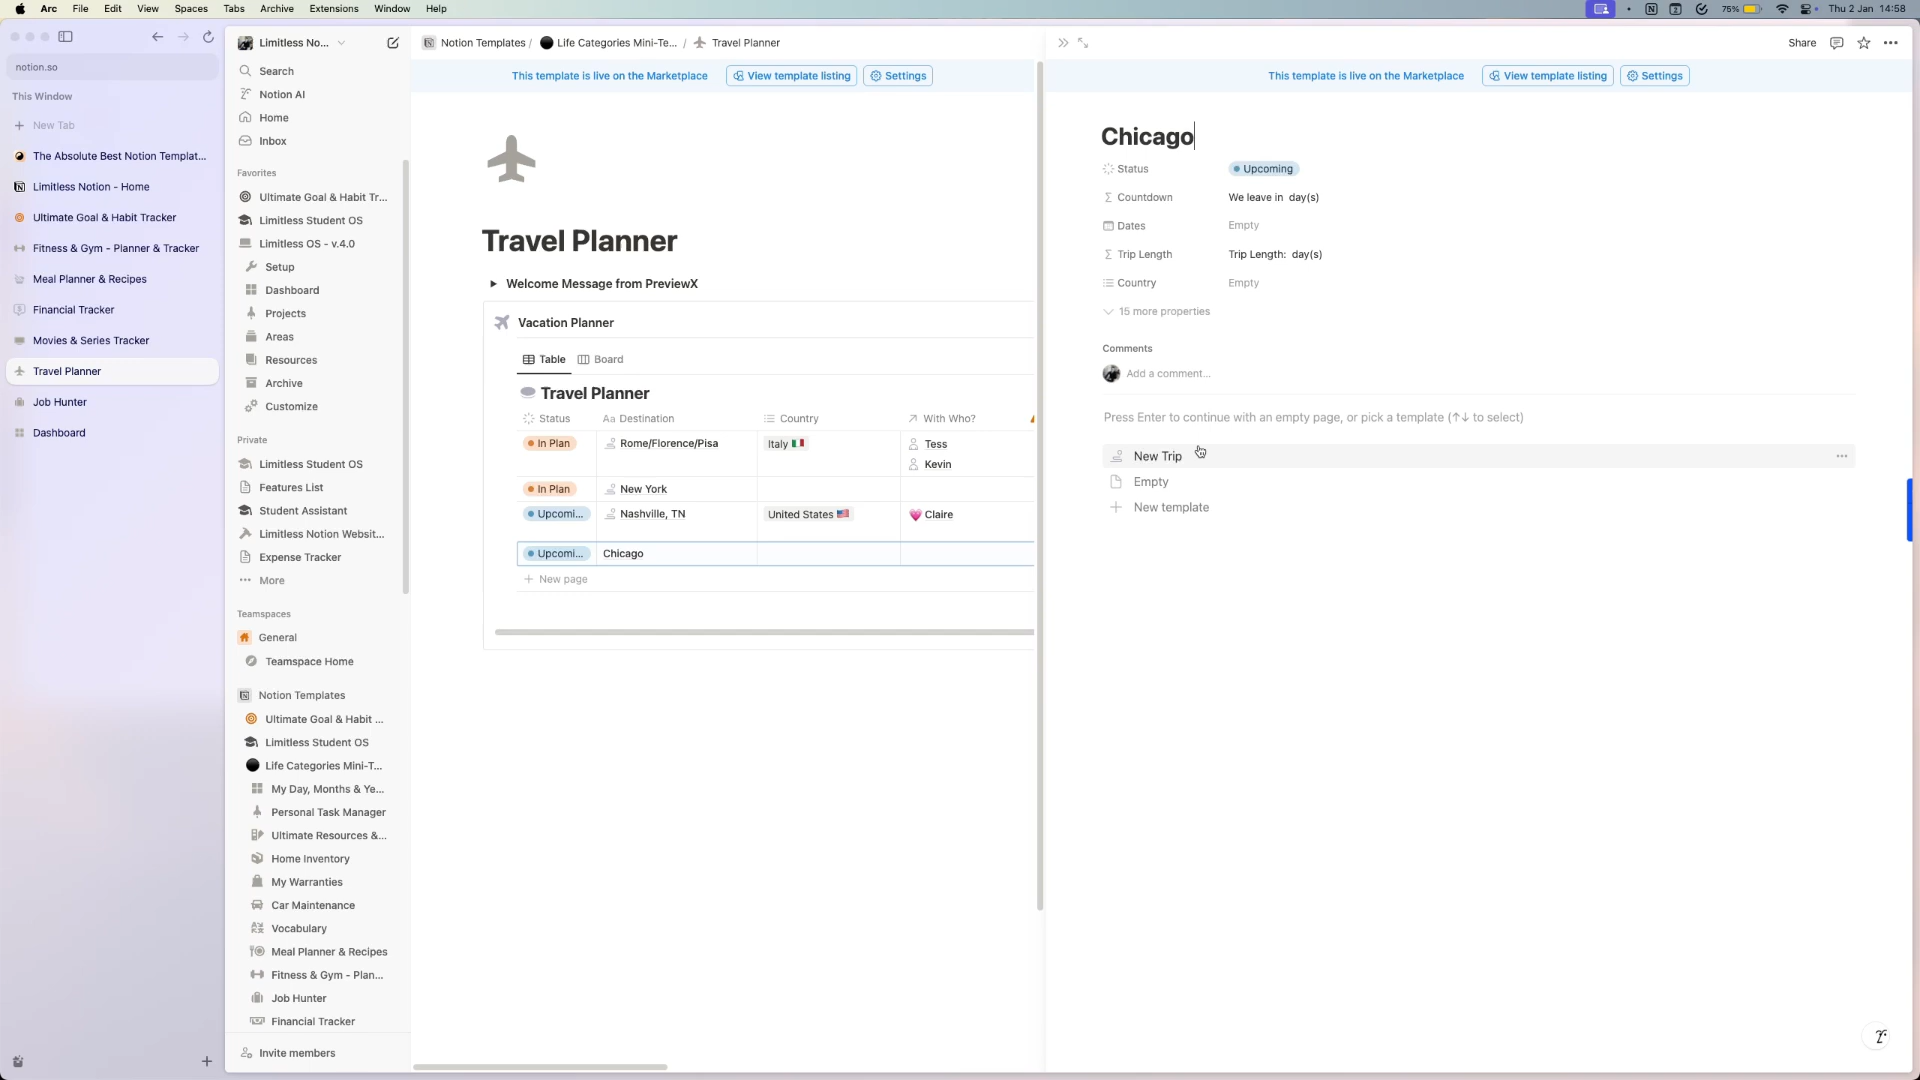 Arc File Edit View Spaces Tabs Archive Extensions Window Help
75% Thu 2 Jan 14:58
notion.so
This Window
New Tab
The Absolute Best Notion Templat...
Limitless Notion - Home
Ultimate Goal & Habit Tracker
Fitness & Gym - Planner & Tracker
Meal Planner & Recipes
Financial Tracker
Movies & Series Tracker
Travel Planner
Job Hunter
Dashboard
Limitless No...
Search
Notion AI
Home
Inbox
Favorites
Ultimate Goal & Habit Tr...
Limitless Student OS
Limitless OS - v.4.0
Setup
Dashboard
Projects
Areas
Resources
Archive
Customize
Private
Limitless Student OS
Features List
Student Assistant
Limitless Notion Websit...
Expense Tracker
More
Teamspaces
General
Teamspace Home
Notion Templates
Ultimate Goal & Habit ...
Limitless Student OS
Life Categories Mini-T...
My Day, Months & Ye...
Personal Task Manager
Ultimate Resources &...
Home Inventory
My Warranties
Car Maintenance
Vocabulary
Meal Planner & Recipes
Fitness & Gym - Plan...
Job Hunter
Financial Tracker
Invite members
Notion Templates / Life Categories Mini-Te... / Travel Planner
This template is live on the Marketplace View template listing Settings
Travel Planner
Welcome Message from PreviewX
Vacation Planner
Table Board
Travel Planner
Status Aa Destination Country With Who?
In Plan Rome/Florence/Pisa Italy Tess
Kevin
In Plan New York
Upcomi... Nashville, TN United States Claire
Upcomi... Chicago
New page
Share
This template is live on the Marketplace View template listing Settings
Chicago
Status Upcoming
Countdown We leave in day(s)
Dates Empty
Trip Length Trip Length: day(s)
Country Empty
15 more properties
Comments
Add a comment...
Press Enter to continue with an empty page, or pick a template (↑↓ to select)
New Trip
Empty
New template